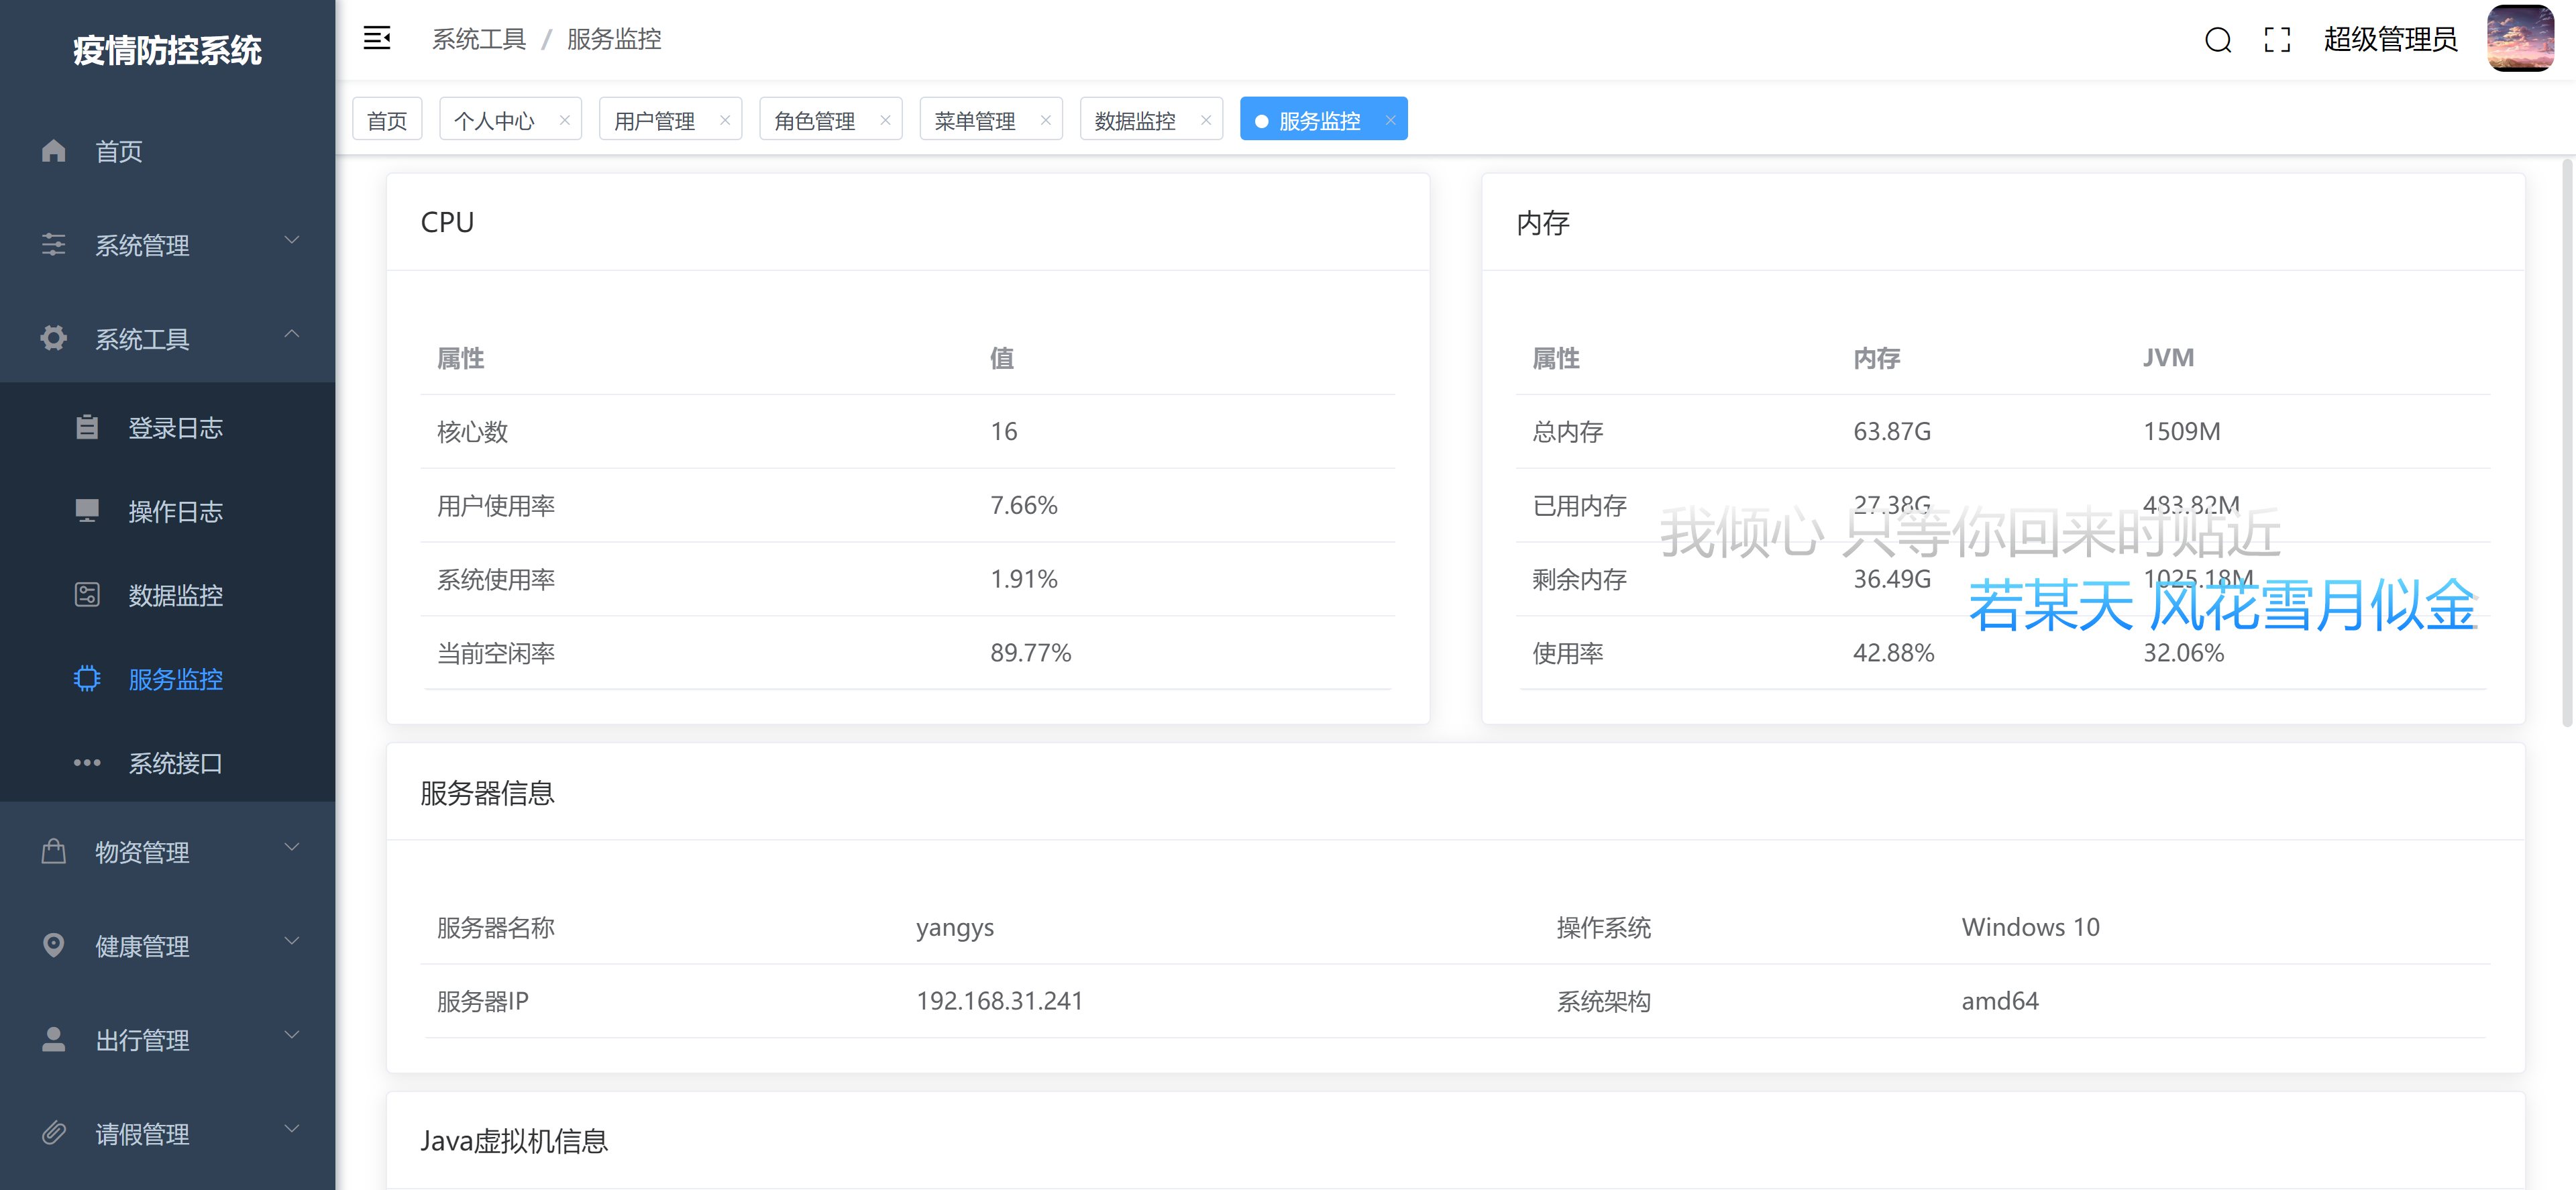 疫情防控系统
系统工具 / 服务监控
超级管理员
首页 个人中心 用户管理 角色管理 菜单管理 数据监控 服务监控
首页
系统管理
系统工具
登录日志
操作日志
数据监控
服务监控
系统接口
物资管理
健康管理
出行管理
请假管理
CPU
属性 值
核心数 16
用户使用率 7.66%
系统使用率 1.91%
当前空闲率 89.77%
内存
属性 内存 JVM
总内存 63.87G 1509M
已用内存 27.38G 483.82M
我倾心 只等你回来时贴近
剩余内存 36.49G 1025.18M
若某天 风花雪月似金
使用率 42.88% 32.06%
服务器信息
服务器名称 yangys 操作系统 Windows 10
服务器IP 192.168.31.241 系统架构 amd64
Java虚拟机信息